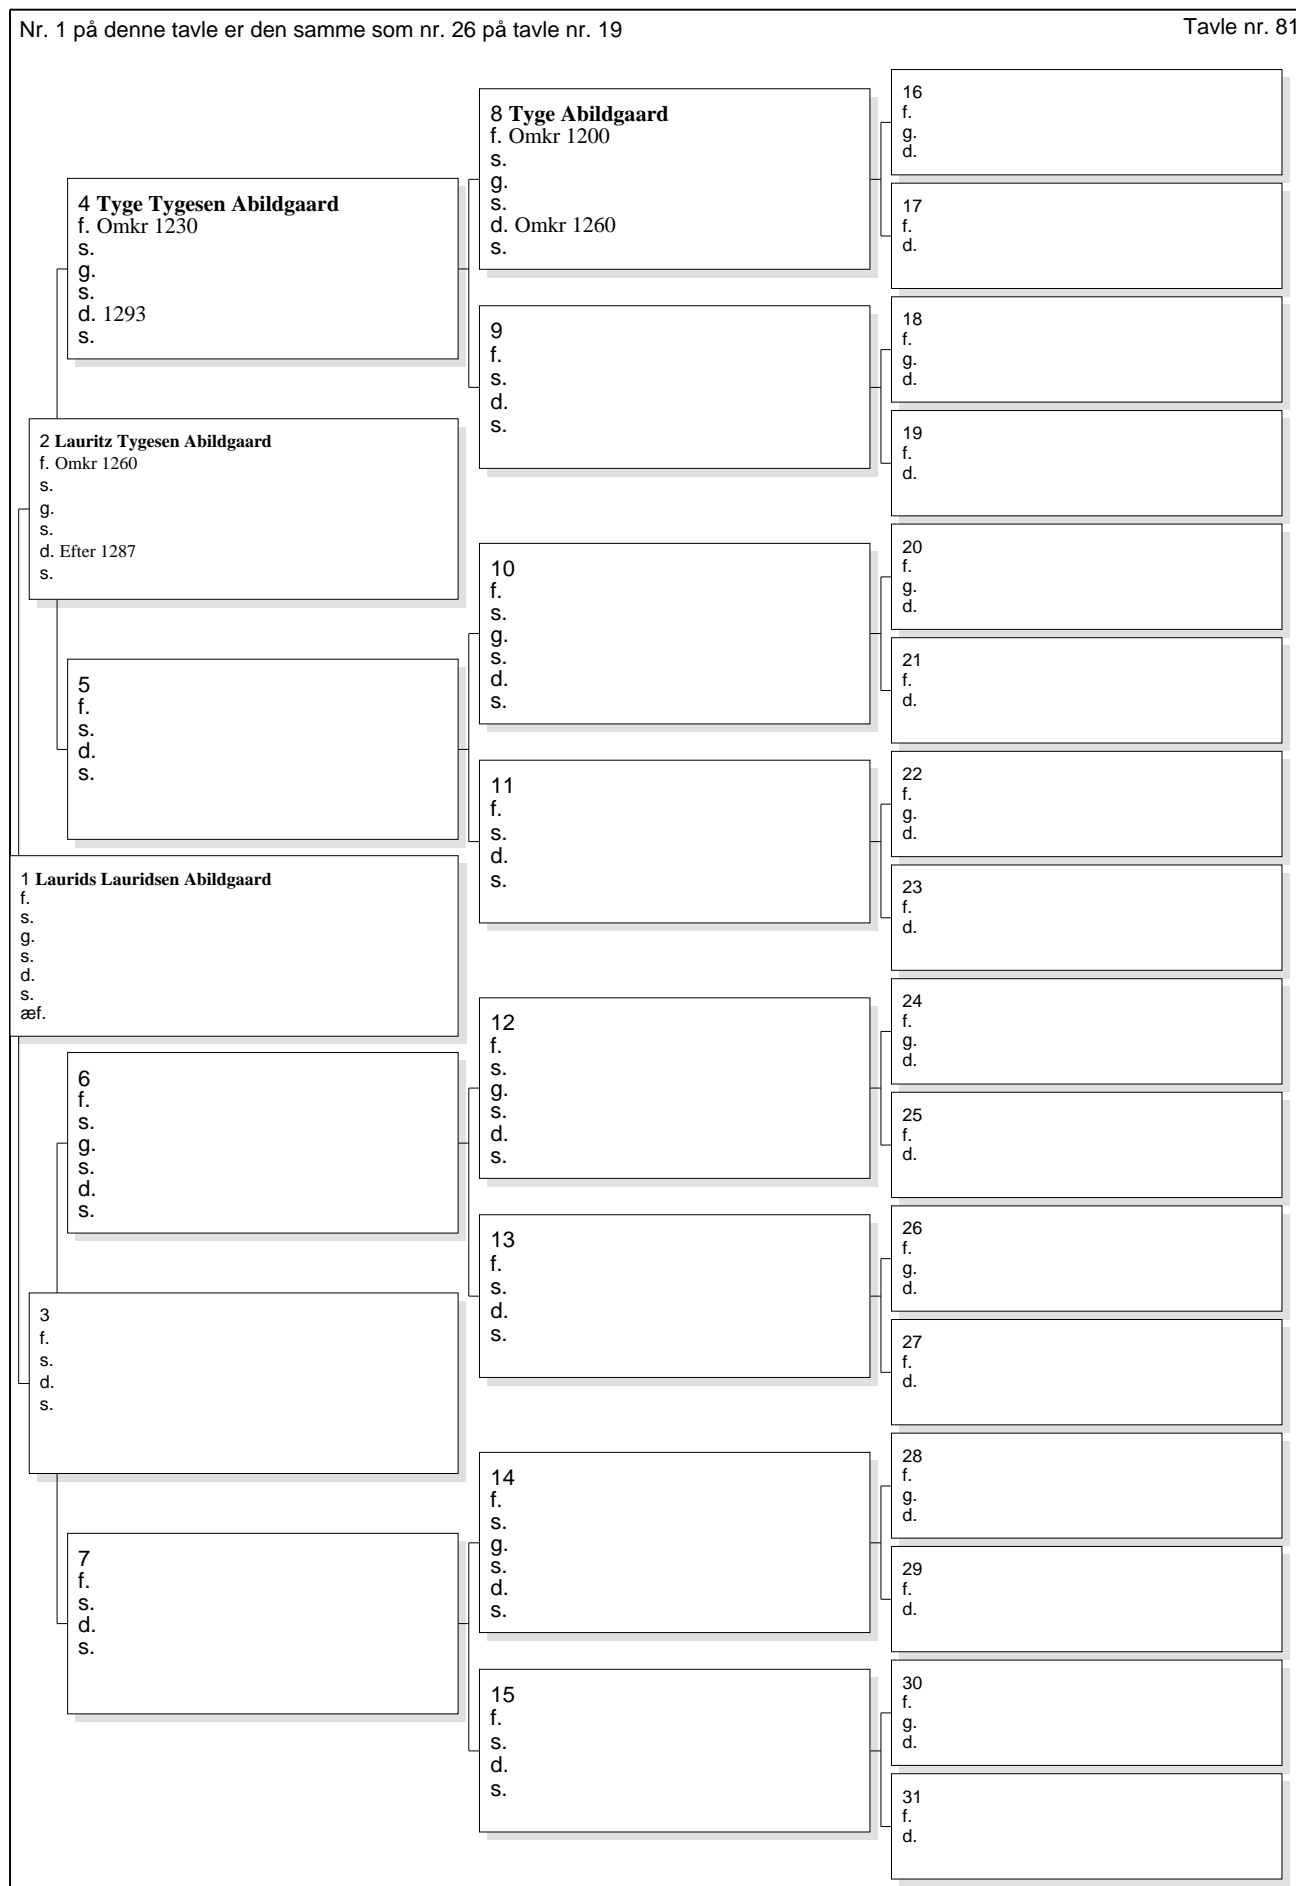 Nr. 1 på denne tavle er den samme som nr. 26 på tavle nr. 19
Tavle nr. 81
1 Laurids Lauridsen Abildgaard
f.
s.
g.
s.
d.
s.
æf.
2 Lauritz Tygesen Abildgaard
f. Omkr 1260
s.
g.
s.
d. Efter 1287
s.
3
f.
s.
d.
s.
4 Tyge Tygesen Abildgaard
f. Omkr 1230
s.
g.
s.
d. 1293
s.
5
f.
s.
d.
s.
6
f.
s.
g.
s.
d.
s.
7
f.
s.
d.
s.
8 Tyge Abildgaard
f. Omkr 1200
s.
g.
s.
d. Omkr 1260
s.
9
f.
s.
d.
s.
10
f.
s.
g.
s.
d.
s.
11
f.
s.
d.
s.
12
f.
s.
g.
s.
d.
s.
13
f.
s.
d.
s.
14
f.
s.
g.
s.
d.
s.
15
f.
s.
d.
s.
16
f.
g.
d.
17
f.
d.
18
f.
g.
d.
19
f.
d.
20
f.
g.
d.
21
f.
d.
22
f.
g.
d.
23
f.
d.
24
f.
g.
d.
25
f.
d.
26
f.
g.
d.
27
f.
d.
28
f.
g.
d.
29
f.
d.
30
f.
g.
d.
31
f.
d.